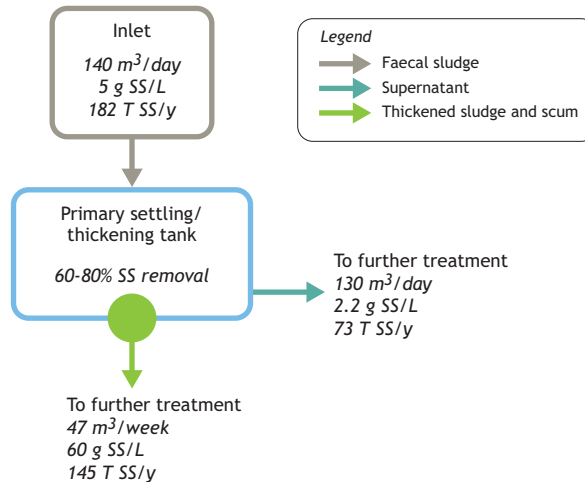 Inlet
140 m³/day
5 g SS/L
182 T SS/y
Legend
Faecal sludge
Supernatant
Thickened sludge and scum
Primary settling/
thickening tank
60-80% SS removal
To further treatment
130 m³/day
2.2 g SS/L
73 T SS/y
To further treatment
47 m³/week
60 g SS/L
145 T SS/y